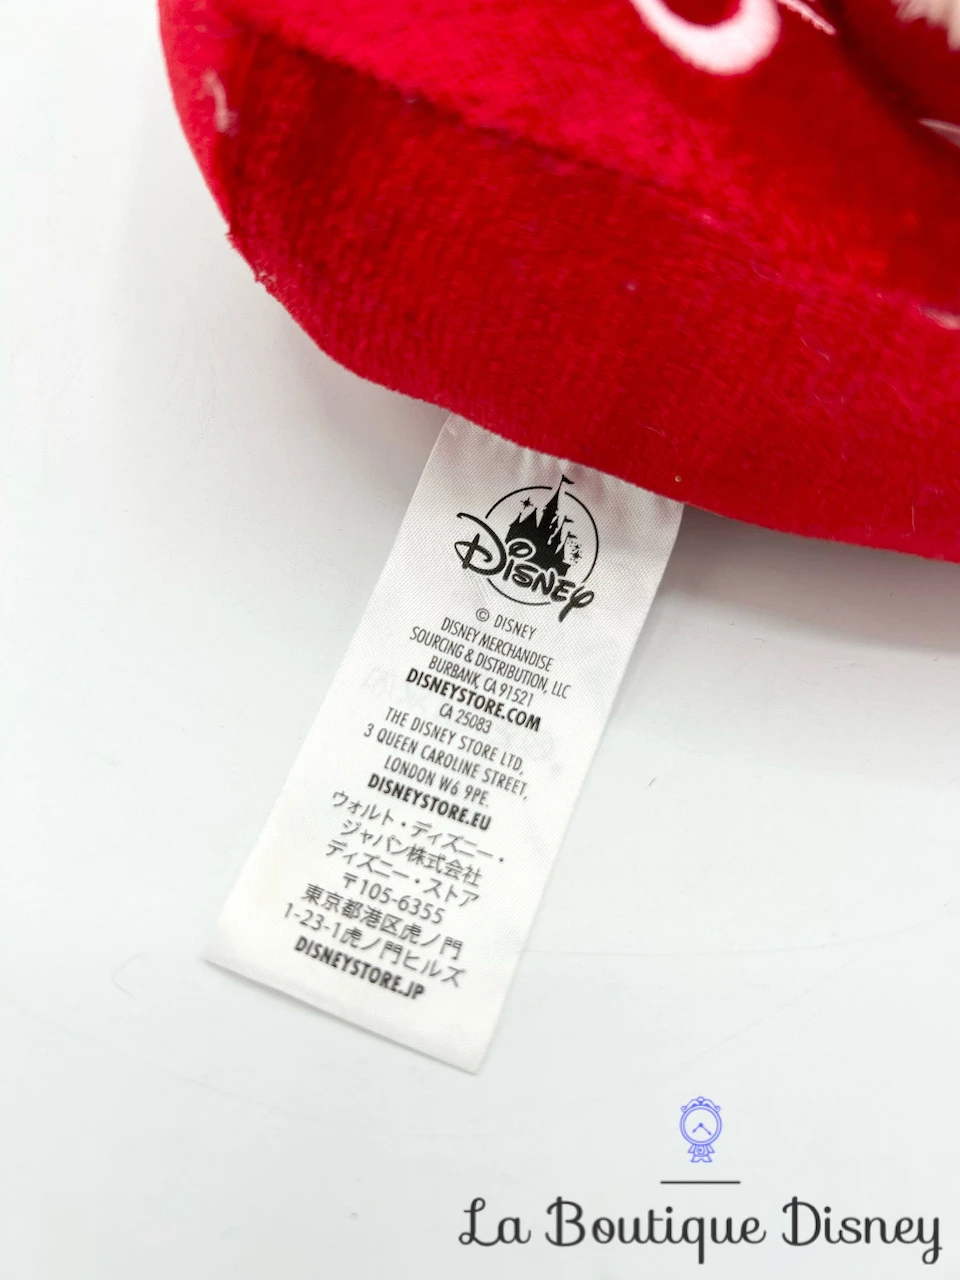 Disney
© DISNEY
DISNEY MERCHANDISE
SOURCING & DISTRIBUTION, LLC
BURBANK, CA 91521
DISNEYSTORE.COM
CA 25083
THE DISNEY STORE LTD,
3 QUEEN CAROLINE STREET,
LONDON W6 9PE.
DISNEYSTORE.EU
ウォルト・ディズニー・
ジャパン株式会社
ディズニー・ストア
〒105-6355
東京都港区虎ノ門
1-23-1虎ノ門ヒルズ
DISNEYSTORE.JP
La Boutique Disney